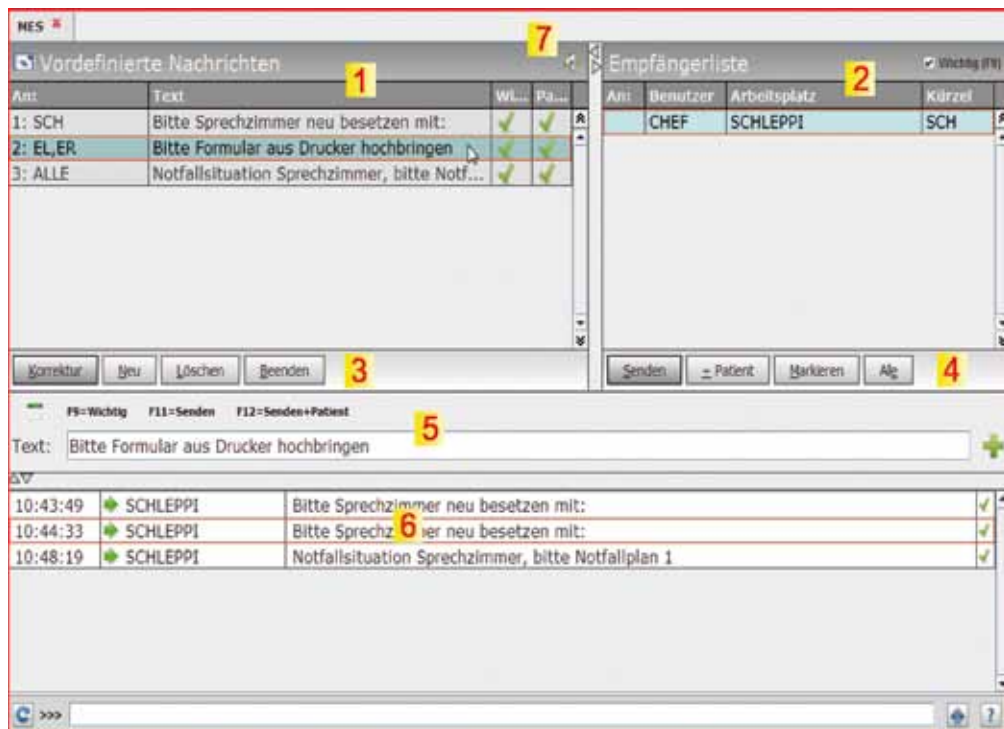 MES
7
Vordefinierte Nachrichten
1
Empfängerliste
2
Wichtig (F9)
An: Text Wi... Pa...
An: Benutzer Arbeitsplatz Kürzel
1: SCH Bitte Sprechzimmer neu besetzen mit:
CHEF SCHLEPPI SCH
2: EL,ER Bitte Formular aus Drucker hochbringen
3: ALLE Notfallsituation Sprechzimmer, bitte Notf...
Korrektur Neu Löschen Beenden 3
Senden + Patient Markieren Alle 4
F9=Wichtig F11=Senden F12=Senden+Patient
5
Text: Bitte Formular aus Drucker hochbringen
10:43:49 SCHLEPPI Bitte Sprechzimmer neu besetzen mit:
10:44:33 SCHLEPPI Bitte Sprechzimmer neu besetzen mit:
6
10:48:19 SCHLEPPI Notfallsituation Sprechzimmer, bitte Notfallplan 1
>>>
?